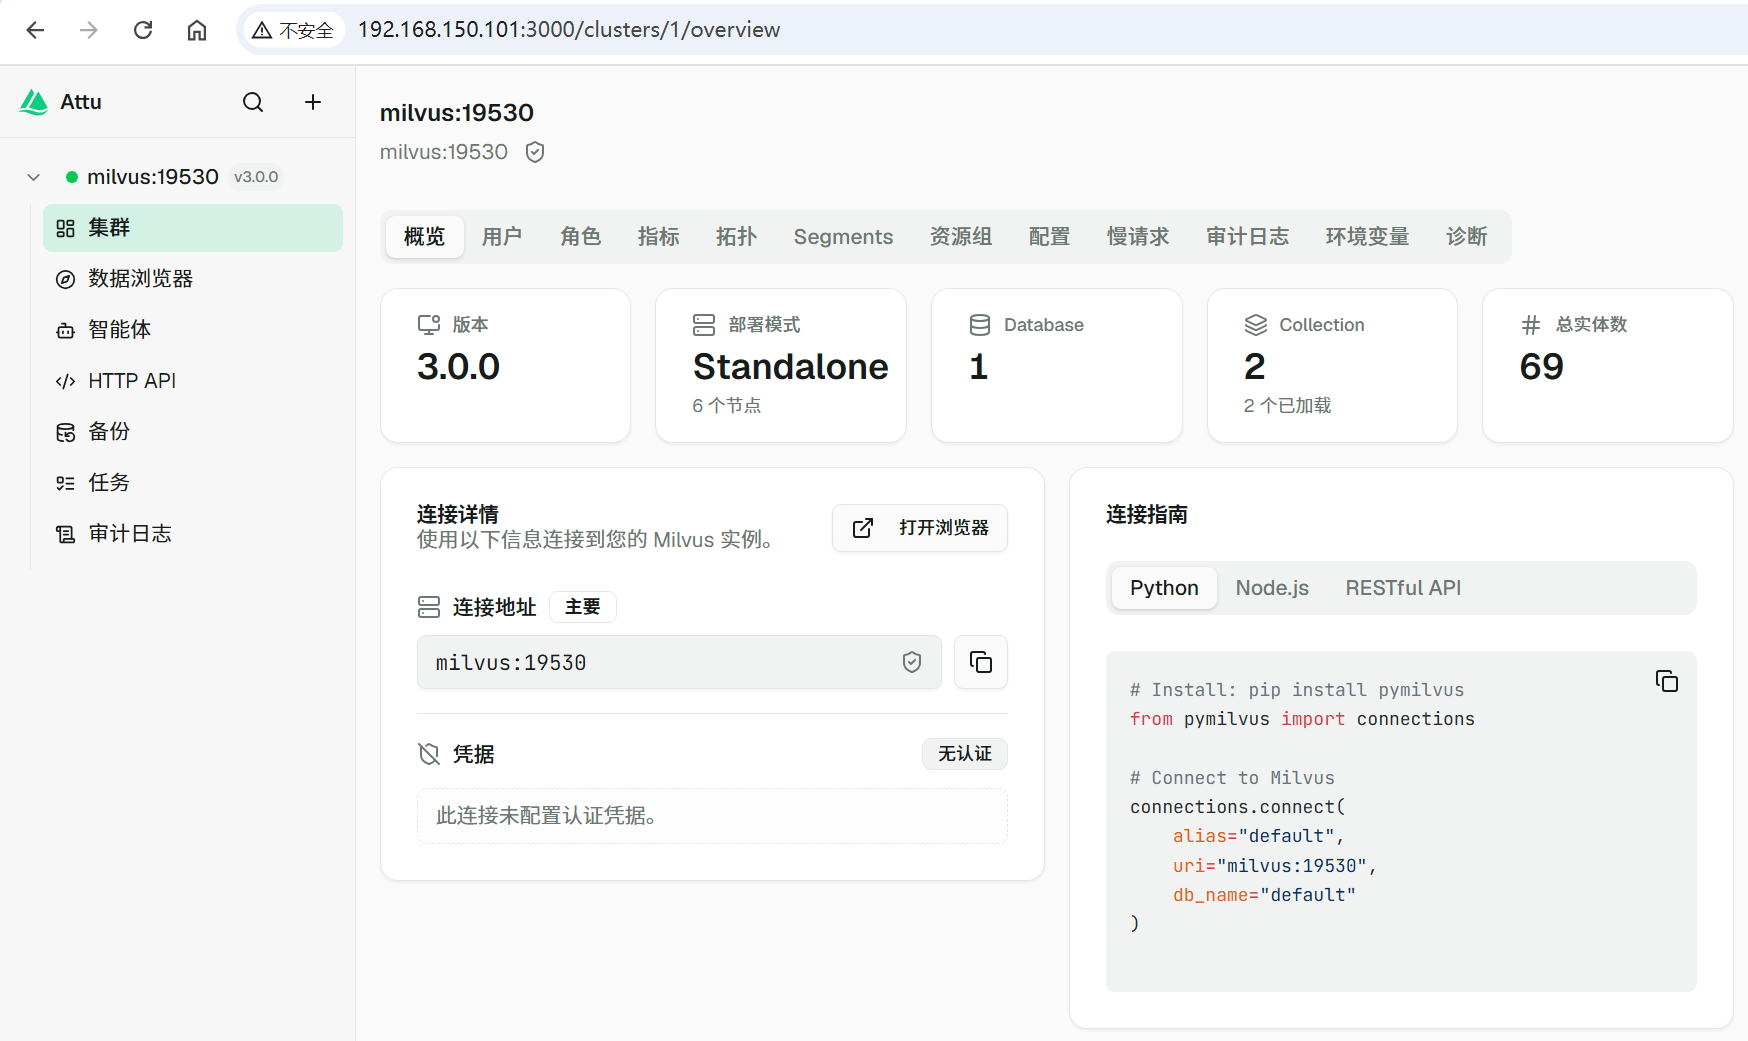 不安全 192.168.150.101:3000/clusters/1/overview
Attu
milvus:19530 v3.0.0
集群
数据浏览器
智能体
HTTP API
备份
任务
审计日志
milvus:19530
milvus:19530
概览 用户 角色 指标 拓扑 Segments 资源组 配置 慢请求 审计日志 环境变量 诊断
版本
3.0.0
部署模式
Standalone
6 个节点
Database
1
Collection
2
2 个已加载
总实体数
69
连接详情
使用以下信息连接到您的 Milvus 实例。
打开浏览器
连接地址 主要
milvus:19530
凭据 无认证
此连接未配置认证凭据。
连接指南
Python Node.js RESTful API
# Install: pip install pymilvus
from pymilvus import connections
# Connect to Milvus
connections.connect(
    alias="default",
    uri="milvus:19530",
    db_name="default"
)